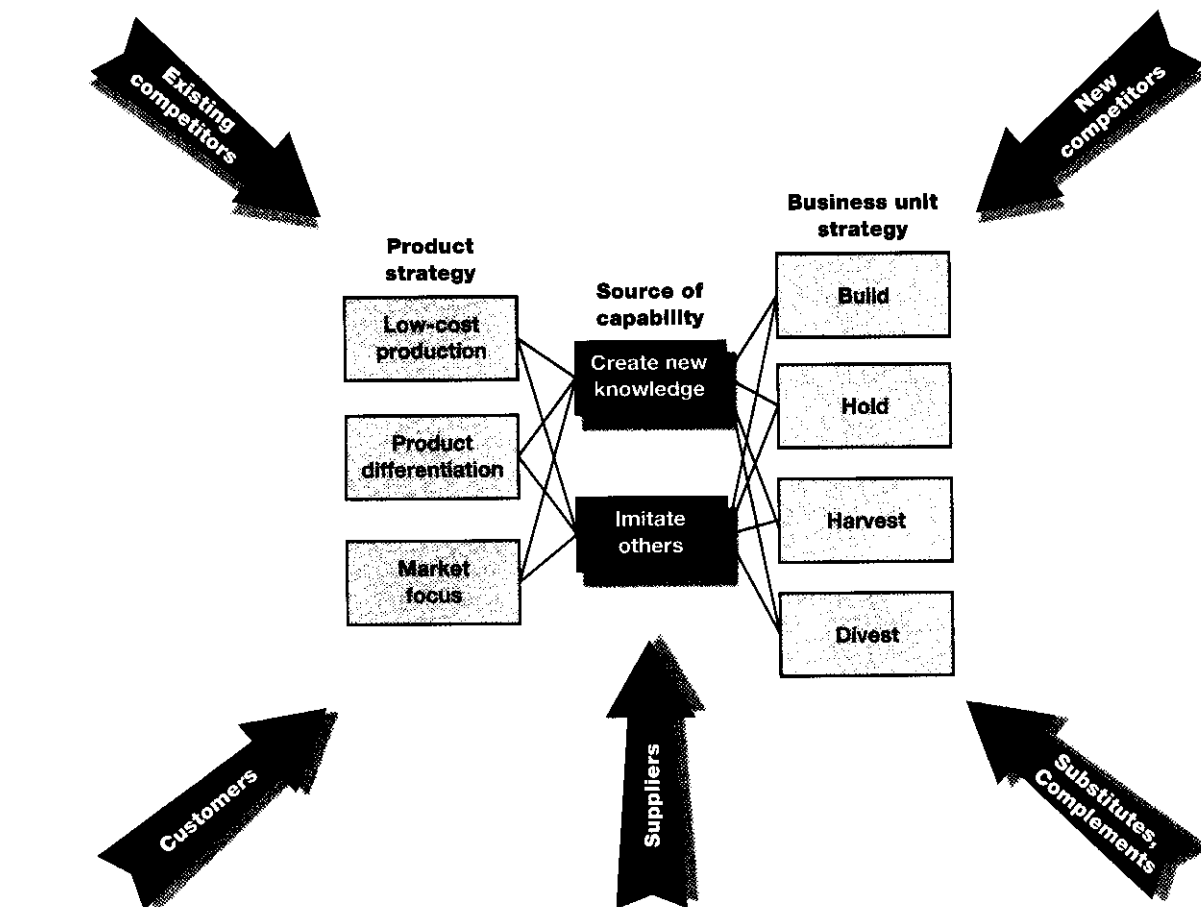 Existing
competitors
New
competitors
Product
strategy
Low-cost
production
Product
differentiation
Market
focus
Source of
capability
Create new
knowledge
Imitate
others
Business unit
strategy
Build
Hold
Harvest
Divest
Customers
Suppliers
Substitutes,
Complements